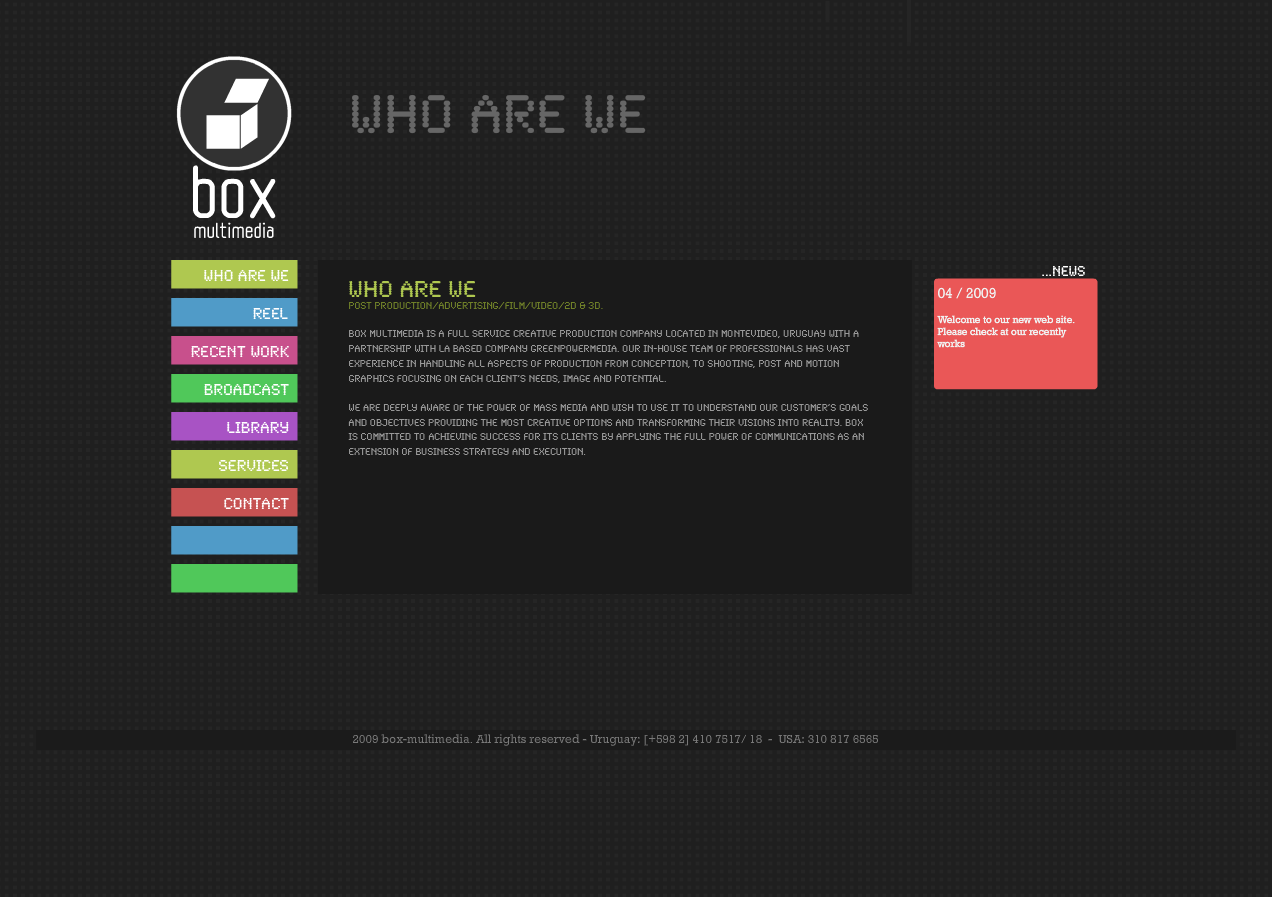 box
multimedia
WHO ARE WE
WHO ARE WE
REEL
RECENT WORK
BROADCAST
LIBRARY
SERVICES
CONTACT
WHO ARE WE
POST PRODUCTION/ADVERTISING/FILM/VIDEO/2D & 3D.
BOX MULTIMEDIA IS A FULL SERVICE CREATIVE PRODUCTION COMPANY LOCATED IN MONTEVIDEO, URUGUAY WITH A
PARTNERSHIP WITH LA BASED COMPANY GREENPOWERMEDIA. OUR IN-HOUSE TEAM OF PROFESSIONALS HAS VAST
EXPERIENCE IN HANDLING ALL ASPECTS OF PRODUCTION FROM CONCEPTION, TO SHOOTING, POST AND MOTION
GRAPHICS FOCUSING ON EACH CLIENT'S NEEDS, IMAGE AND POTENTIAL.
WE ARE DEEPLY AWARE OF THE POWER OF MASS MEDIA AND WISH TO USE IT TO UNDERSTAND OUR CUSTOMER'S GOALS
AND OBJECTIVES PROVIDING THE MOST CREATIVE OPTIONS AND TRANSFORMING THEIR VISIONS INTO REALITY. BOX
IS COMMITTED TO ACHIEVING SUCCESS FOR ITS CLIENTS BY APPLYING THE FULL POWER OF COMMUNICATIONS AS AN
EXTENSION OF BUSINESS STRATEGY AND EXECUTION.
...NEWS
04 / 2009
Welcome to our new web site.
Please check at our recently
works
2009 box-multimedia. All rights reserved - Uruguay: [+598 2] 410 7517/ 18 - USA: 310 817 6565